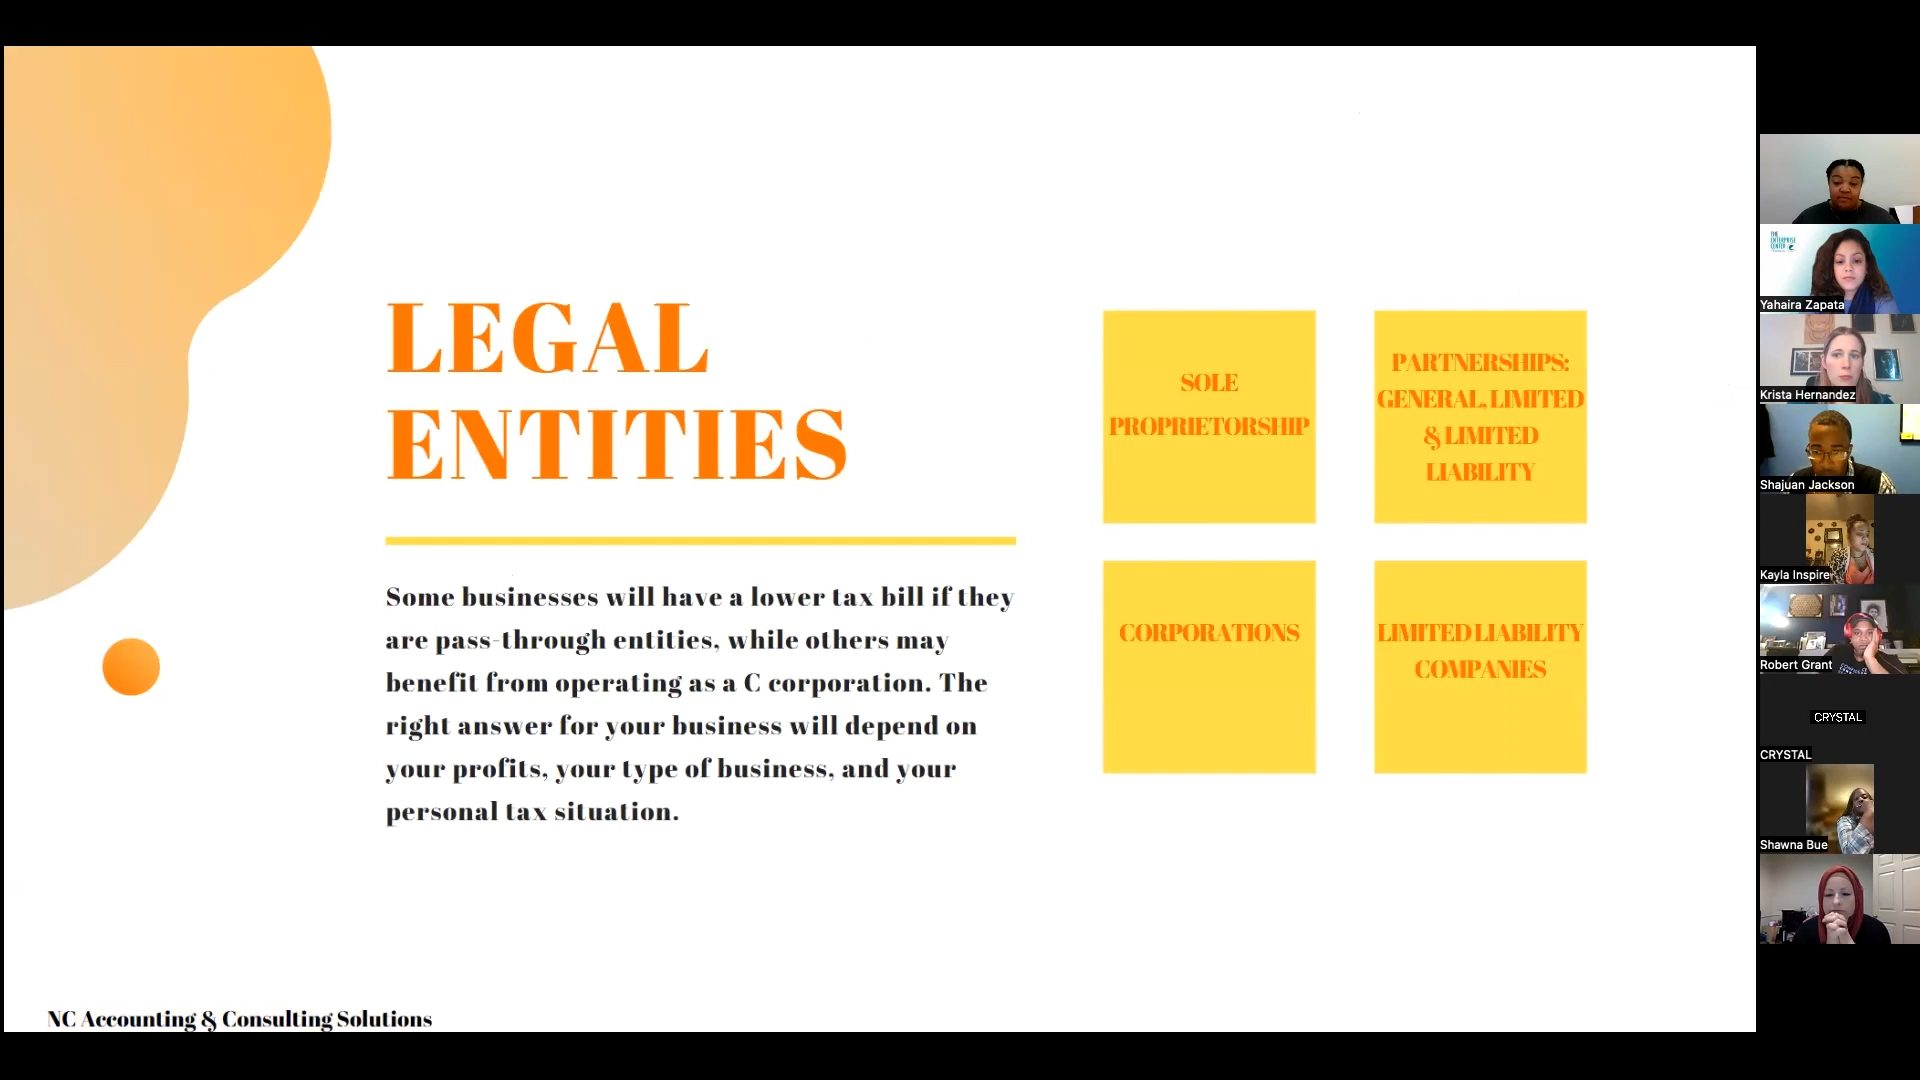 LEGAL
ENTITIES
Some businesses will have a lower tax bill if they
are pass-through entities, while others may
benefit from operating as a C corporation. The
right answer for your business will depend on
your profits, your type of business, and your
personal tax situation.
SOLE
PROPRIETORSHIP
PARTNERSHIPS:
GENERAL, LIMITED
& LIMITED
LIABILITY
CORPORATIONS
LIMITED LIABILITY
COMPANIES
NC Accounting & Consulting Solutions
THE
ENTERPRISE
CENTER
Yahaira Zapata
Krista Hernandez
Shajuan Jackson
Kayla Inspire
Robert Grant
CRYSTAL
CRYSTAL
Shawna Bue